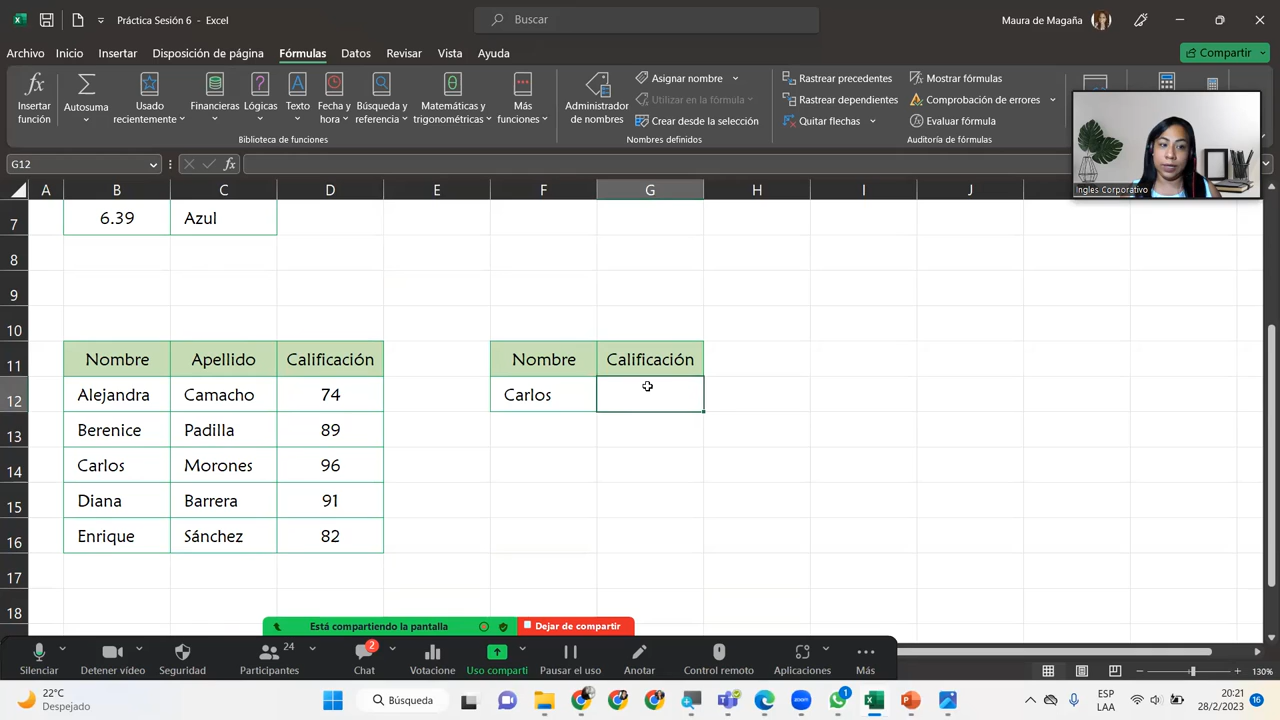 Práctica Sesión 6 - Excel
Buscar
Maura de Magaña
Archivo Inicio Insertar Disposición de página Fórmulas Datos Revisar Vista Ayuda
Compartir
Insertar función
Autosuma
Usado recientemente
Financieras
Lógicas
Texto
Fecha y hora
Búsqueda y referencia
Matemáticas y trigonométricas
Más funciones
Biblioteca de funciones
Administrador de nombres
Asignar nombre
Utilizar en la fórmula
Crear desde la selección
Nombres definidos
Rastrear precedentes
Rastrear dependientes
Quitar flechas
Mostrar fórmulas
Comprobación de errores
Evaluar fórmula
Auditoría de fórmulas
Ingles Corporativo
G12
fx
A B C D E F G H I J K L
7 6.39 Azul
8
9
10
11 Nombre Apellido Calificación Nombre Calificación
12 Alejandra Camacho 74 Carlos
13 Berenice Padilla 89
14 Carlos Morones 96
15 Diana Barrera 91
16 Enrique Sánchez 82
17
18
Está compartiendo la pantalla
Dejar de compartir
Silenciar
Detener vídeo
Seguridad
24
Participantes
2
Chat
Votacione
Uso comparti
Pausar el uso
Anotar
Control remoto
Aplicaciones
Más
130%
22°C
Despejado
Búsqueda
1
ESP
LAA
20:21
28/2/2023
16